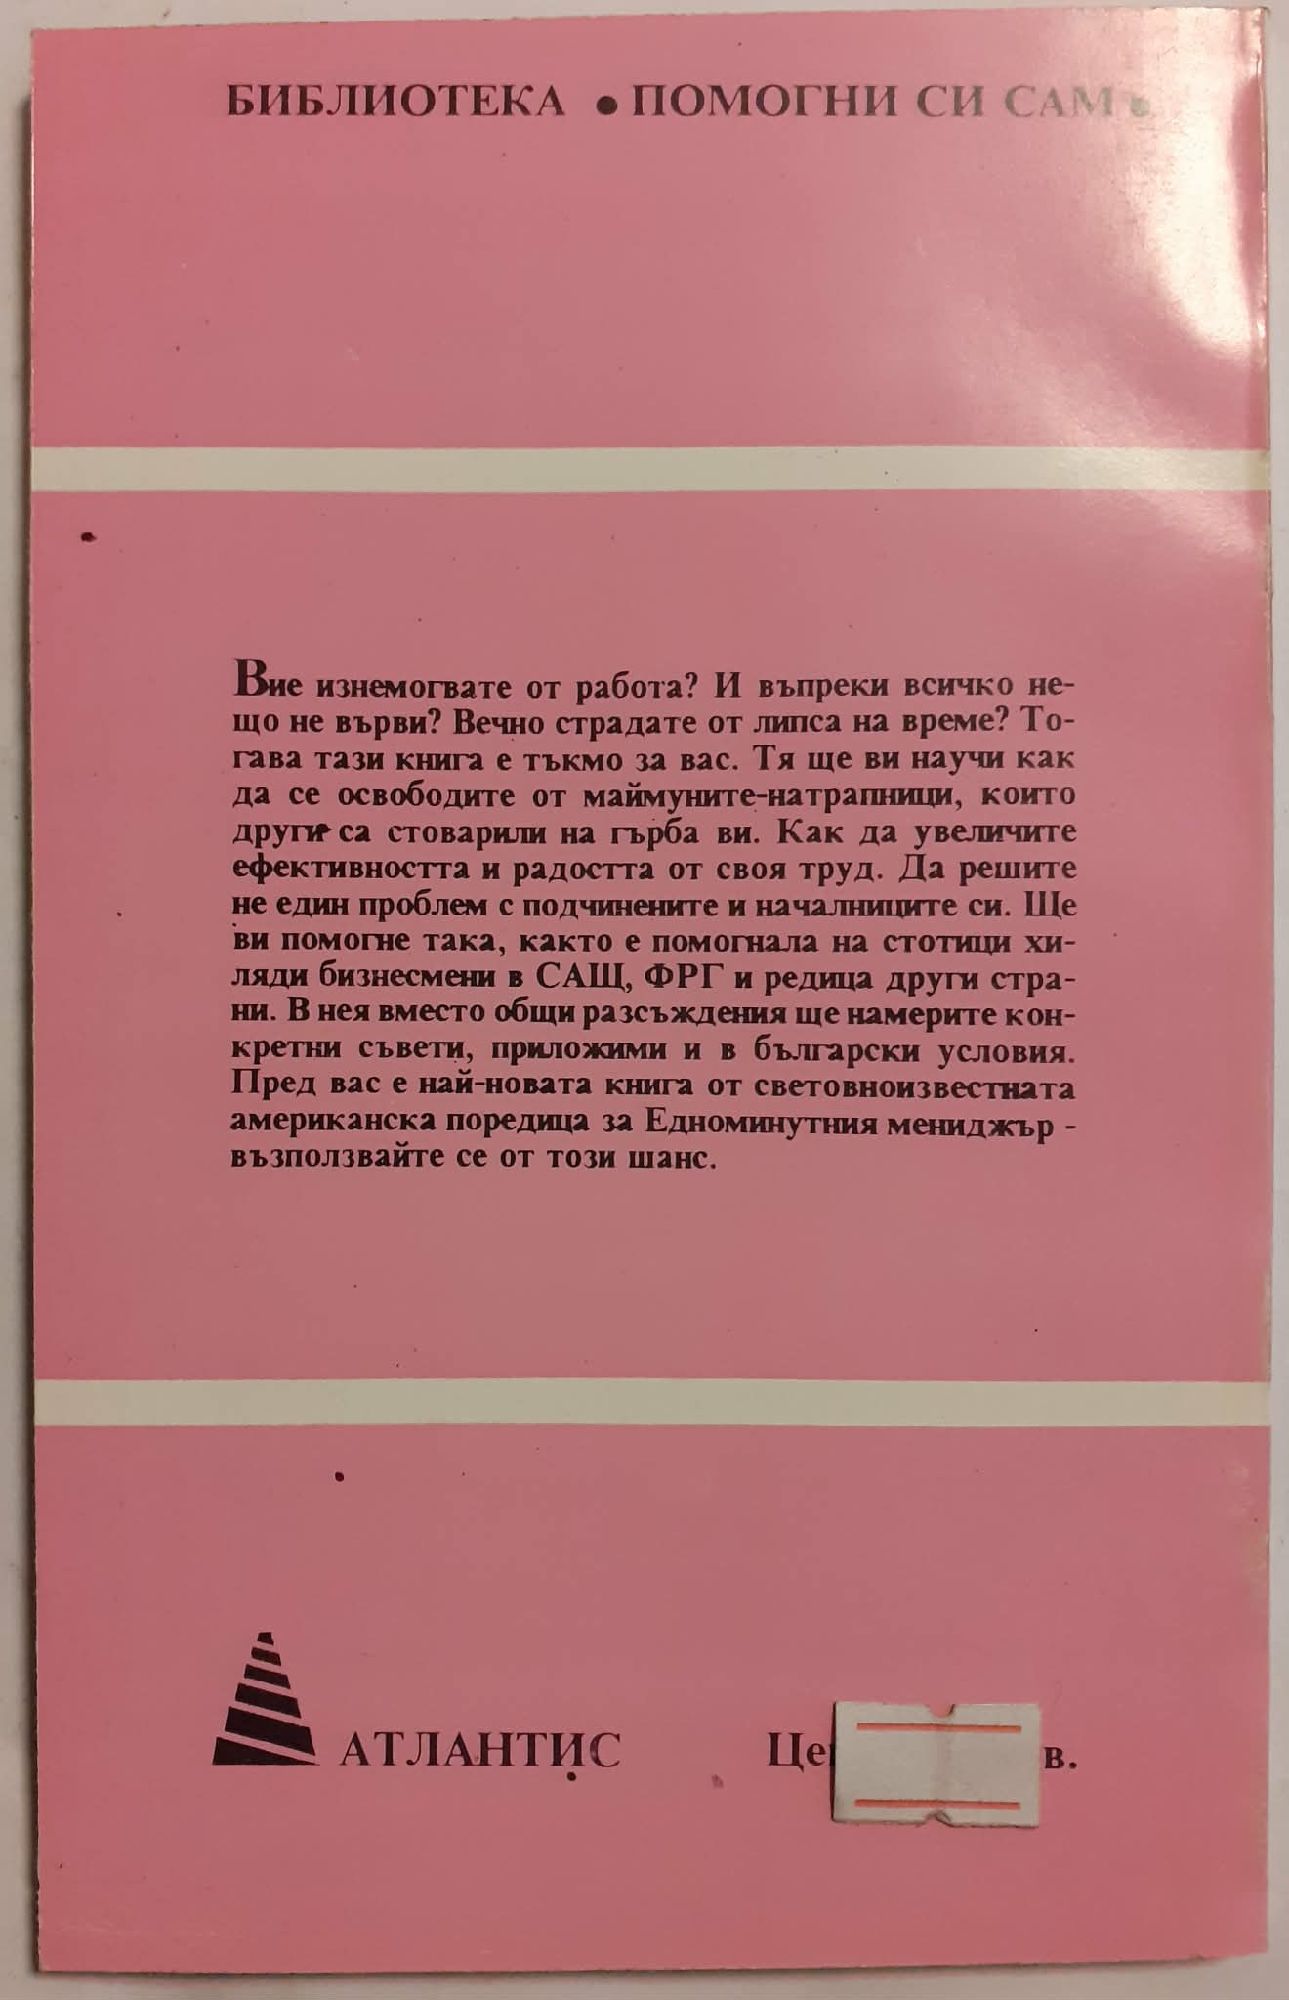 БИБЛИОТЕКА • ПОМОГНИ СИ САМ •
Вие изнемогвате от работа? И въпреки всичко не-
що не върви? Вечно страдате от липса на време? То-
гава тази книга е тъкмо за вас. Тя ще ви научи как
да се освободите от маймуните-натрапници, които
други са стоварили на гърба ви. Как да увеличите
ефективността и радостта от своя труд. Да решите
не един проблем с подчинените и началниците си. Ще
ви помогне така, както е помогнала на стотици хи-
ляди бизнесмени в САЩ, ФРГ и редица други стра-
ни. В нея вместо общи разсъждения ще намерите кон-
кретни съвети, приложими и в български условия.
Пред вас е най-новата книга от световноизвестната
американска поредица за Едноминутния мениджър -
възползвайте се от този шанс.
АТЛАНТИС